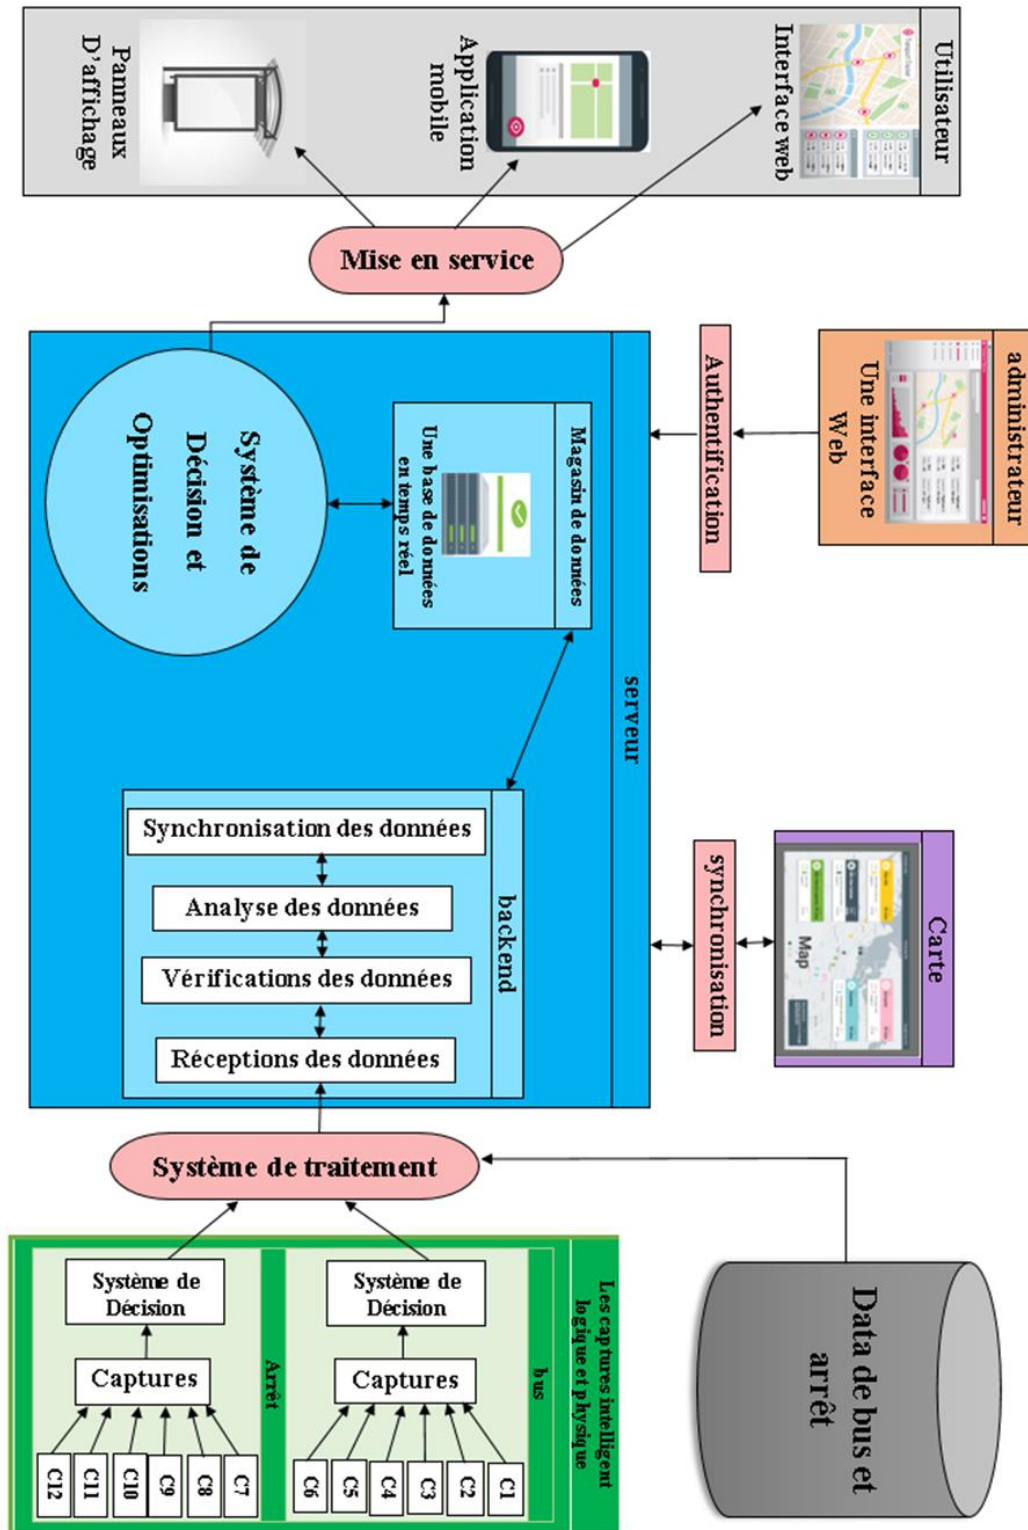 Utilisateur
Interface web
Application
mobile
Panneaux
D'affichage
Mise en service
administrateur
Une interface
Web
Authentification
serveur
Magasin de données
Une base de données
en temps réel
Système de
Décision et
Optimisations
Carte
Map
synchronisation
backend
Synchronisation des données
Analyse des données
Vérifications des données
Réceptions des données
Système de traitement
Data de bus et
arrêt
Les captures intelligent
logique et physique
bus
Système de
Décision
Captures
C1
C2
C3
C4
C5
C6
Arrêt
Système de
Décision
Captures
C7
C8
C9
C10
C11
C12